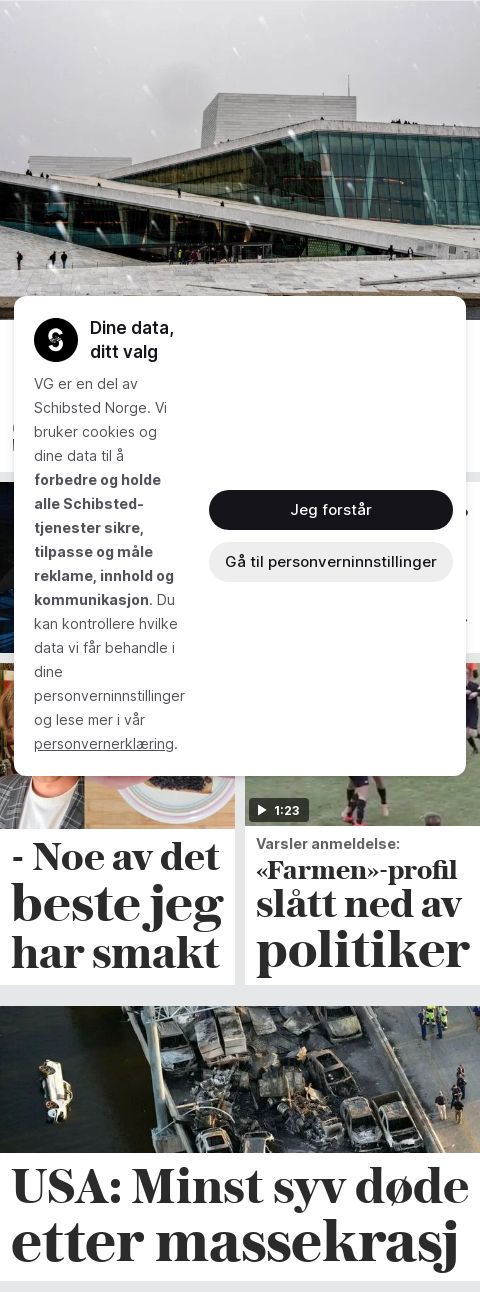 Dine data,
ditt valg
VG er en del av
Schibsted Norge. Vi
bruker cookies og
dine data til å
forbedre og holde
alle Schibsted-
tjenester sikre,
tilpasse og måle
reklame, innhold og
kommunikasjon. Du
kan kontrollere hvilke
data vi får behandle i
dine
personverninnstillinger
og lese mer i vår
personvernerklæring.
Jeg forstår
Gå til personverninnstillinger
1:23
- Noe av det
beste jeg
har smakt
Varsler anmeldelse:
«Farmen»-profil
slått ned av
politiker
USA: Minst syv døde
etter massekrasj